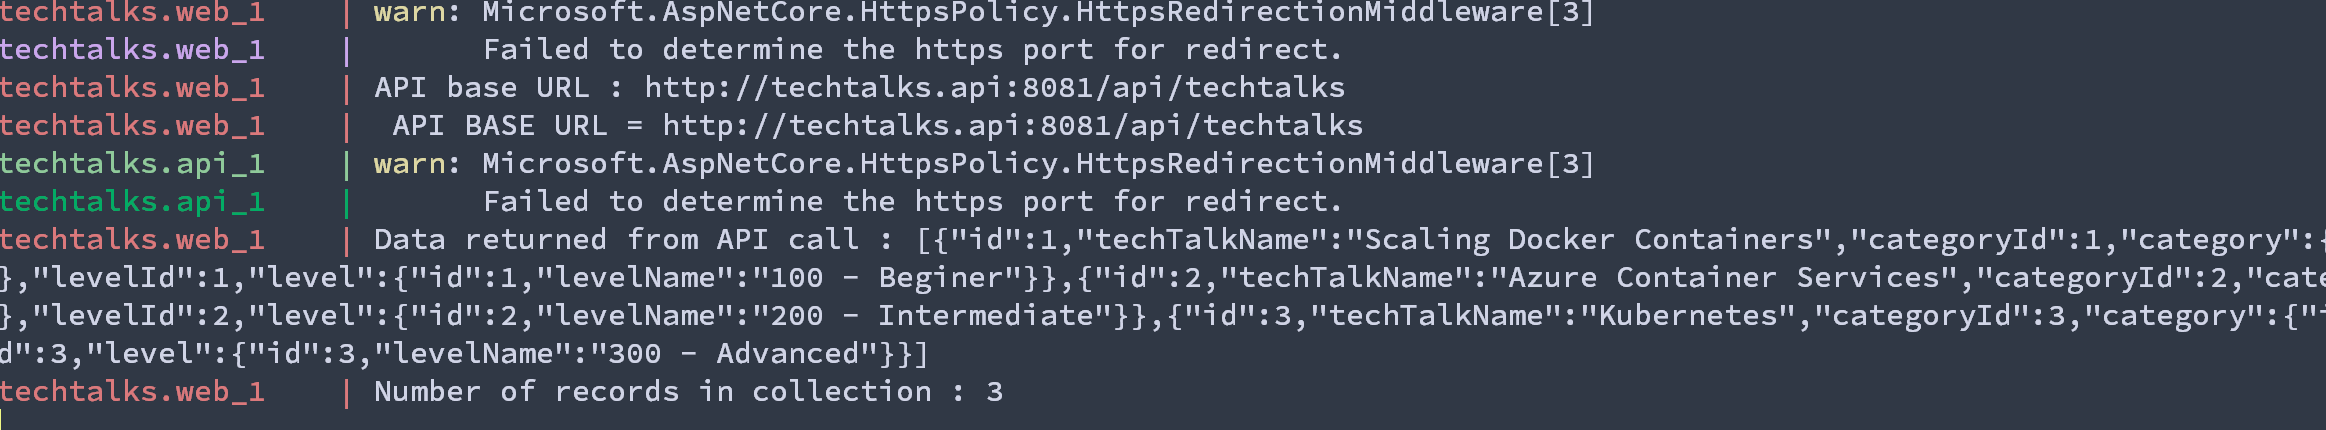 techtalks.web_1    | warn: Microsoft.AspNetCore.HttpsPolicy.HttpsRedirectionMiddleware[3]
techtalks.web_1    |       Failed to determine the https port for redirect.
techtalks.web_1    | API base URL : http://techtalks.api:8081/api/techtalks
techtalks.web_1    |  API BASE URL = http://techtalks.api:8081/api/techtalks
techtalks.api_1    | warn: Microsoft.AspNetCore.HttpsPolicy.HttpsRedirectionMiddleware[3]
techtalks.api_1    |       Failed to determine the https port for redirect.
techtalks.web_1    | Data returned from API call : [{"id":1,"techTalkName":"Scaling Docker Containers","categoryId":1,"category":{
},"levelId":1,"level":{"id":1,"levelName":"100 - Beginer"}},{"id":2,"techTalkName":"Azure Container Services","categoryId":2,"cate
},"levelId":2,"level":{"id":2,"levelName":"200 - Intermediate"}},{"id":3,"techTalkName":"Kubernetes","categoryId":3,"category":{"
d":3,"level":{"id":3,"levelName":"300 - Advanced"}}]
techtalks.web_1    | Number of records in collection : 3